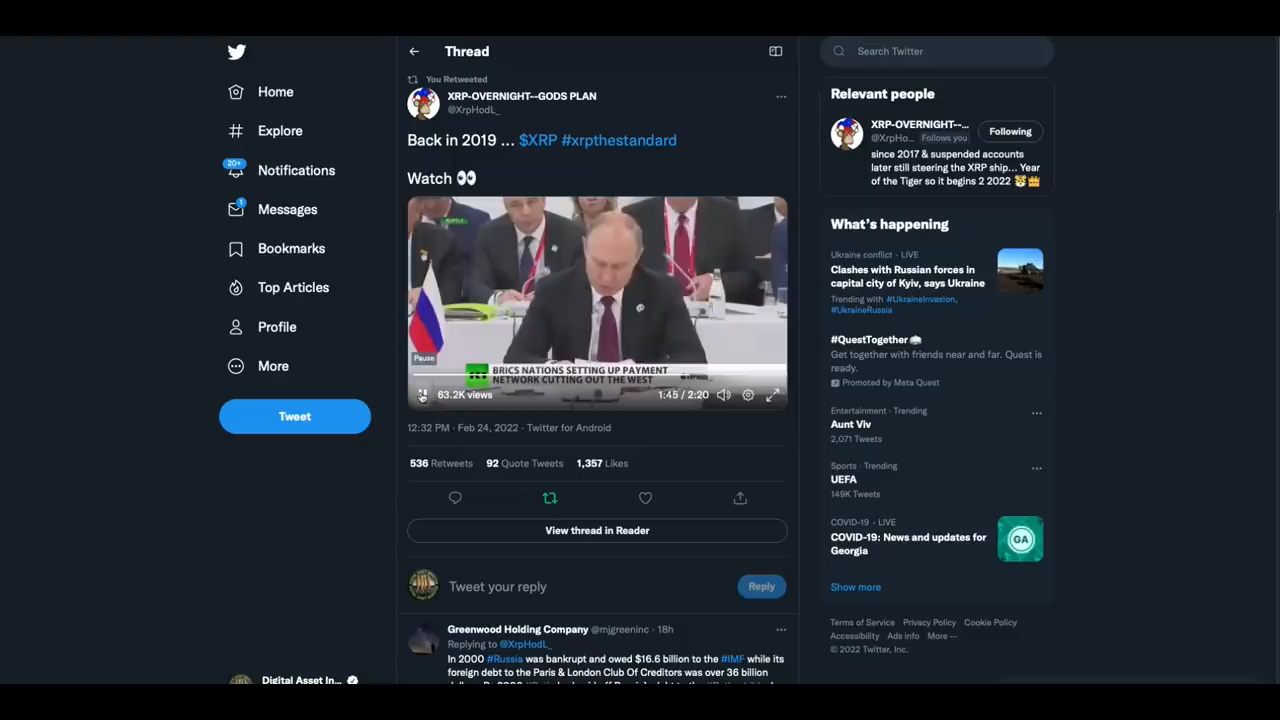 Home
Explore
20+
Notifications
1
Messages
Bookmarks
Top Articles
Profile
More
Tweet
Digital Asset In...
Thread
You Retweeted
XRP-OVERNIGHT--GODS PLAN
@XrpHodL_
Back in 2019 ... $XRP #xrpthestandard
Watch 👀
RUPTLY
Pause
BRICS NATIONS SETTING UP PAYMENT
NETWORK CUTTING OUT THE WEST
63.2K views
1:45 / 2:20
12:32 PM · Feb 24, 2022 · Twitter for Android
536 Retweets 92 Quote Tweets 1,357 Likes
View thread in Reader
Tweet your reply
Reply
Greenwood Holding Company @mjgreeninc · 18h
Replying to @XrpHodL_
In 2000 #Russia was bankrupt and owed $16.6 billion to the #IMF while its
foreign debt to the Paris & London Club Of Creditors was over 36 billion
Search Twitter
Relevant people
XRP-OVERNIGHT--...
@XrpHo... Follows you
Following
since 2017 & suspended accounts
later still steering the XRP ship... Year
of the Tiger so it begins 2 2022 🐯👑
What's happening
Ukraine conflict · LIVE
Clashes with Russian forces in
capital city of Kyiv, says Ukraine
Trending with #UkraineInvasion,
#UkraineRussia
#QuestTogether
Get together with friends near and far. Quest is
ready.
Promoted by Meta Quest
Entertainment · Trending
Aunt Viv
2,071 Tweets
Sports · Trending
UEFA
149K Tweets
COVID-19 · LIVE
COVID-19: News and updates for
Georgia
GA
Show more
Terms of Service Privacy Policy Cookie Policy
Accessibility Ads info More ...
© 2022 Twitter, Inc.